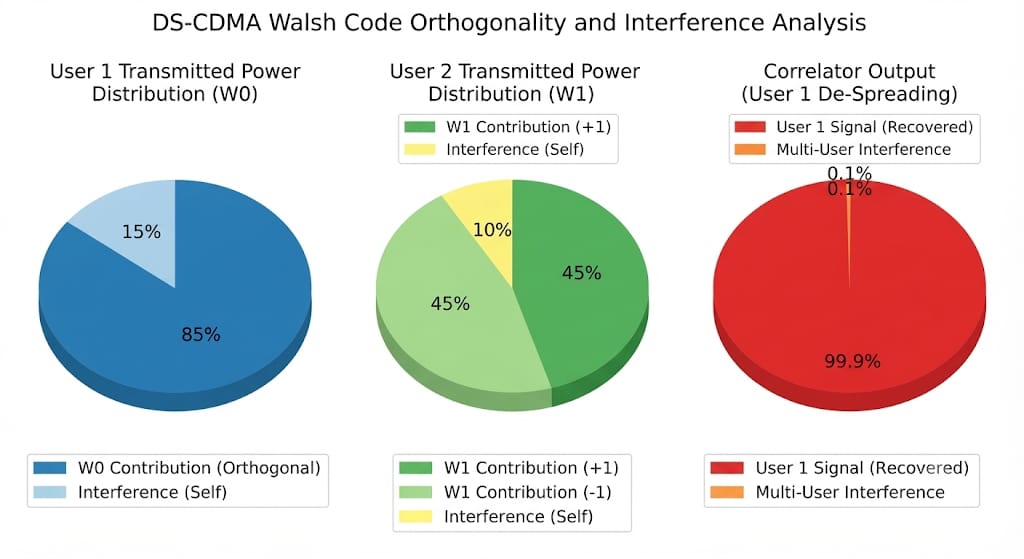 DS-CDMA Walsh Code Orthogonality and Interference Analysis
User 1 Transmitted Power
Distribution (W0)
15%
85%
W0 Contribution (Orthogonal)
Interference (Self)
User 2 Transmitted Power
Distribution (W1)
W1 Contribution (+1)
Interference (Self)
10%
45%
45%
W1 Contribution (+1)
W1 Contribution (-1)
Interference (Self)
Correlator Output
(User 1 De-Spreading)
User 1 Signal (Recovered)
Multi-User Interference
0.1%
0.1%
99.9%
User 1 Signal (Recovered)
Multi-User Interference